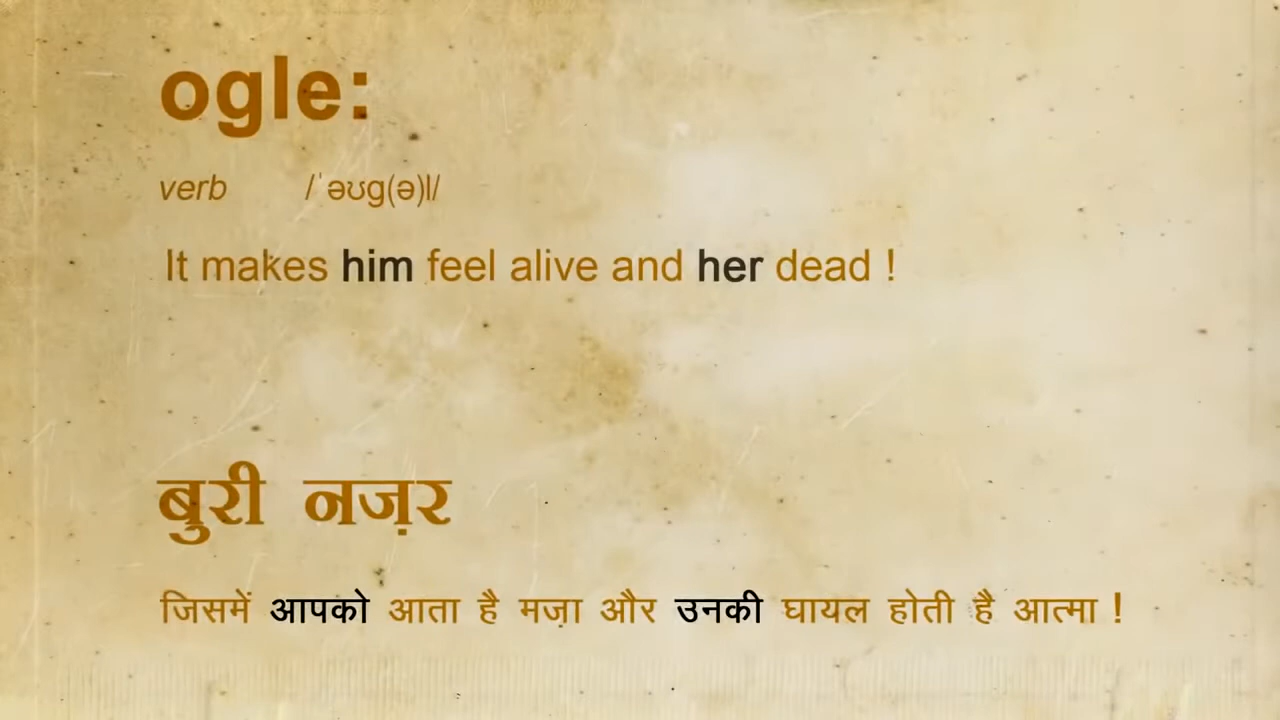 ogle:
verb /ˈəʊg(ə)l/
It makes him feel alive and her dead !
बुरी नज़र
जिसमें आपको आता है मज़ा और उनकी घायल होती है आत्मा !